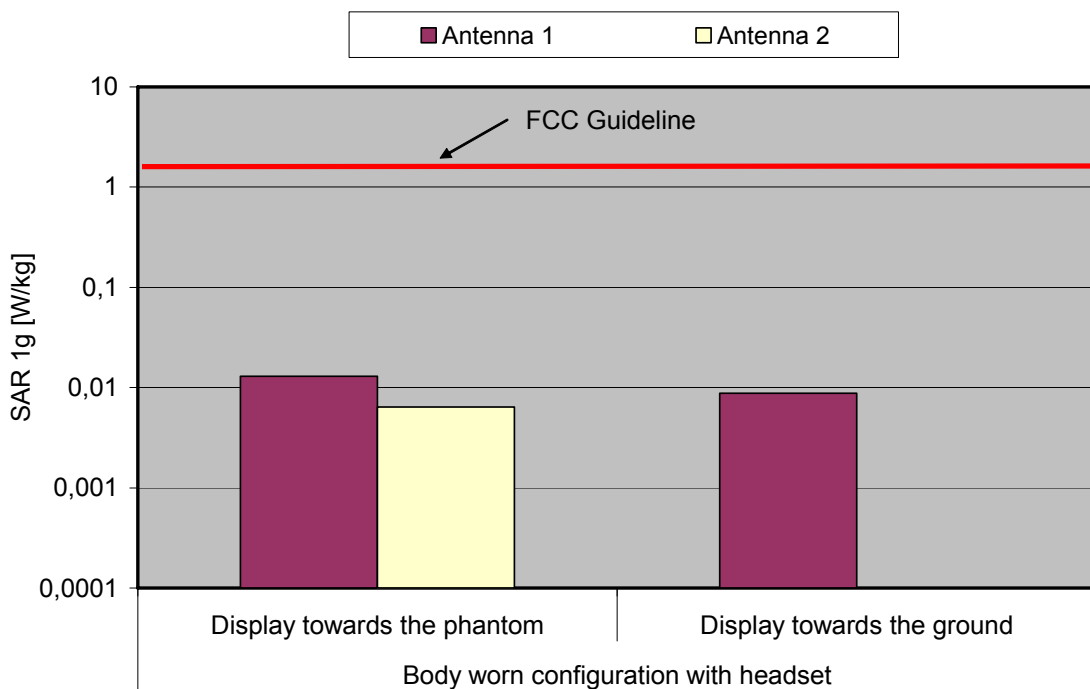 Antenna 1 Antenna 2
10
FCC Guideline
1
0,1
SAR 1g [W/kg]
0,01
0,001
0,0001
Display towards the phantom Display towards the ground
Body worn configuration with headset